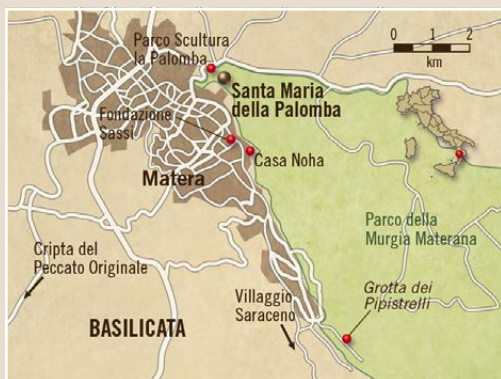 Parco Scultura
la Palomba
0 1 2
km
Santa Maria
della Palomba
Fondazione
Sassi
Casa Noha
Matera
Parco della
Murgia Materana
Cripta del
Peccato Originale
Villaggio
Saraceno
Grotta dei
Pipistrelli
BASILICATA